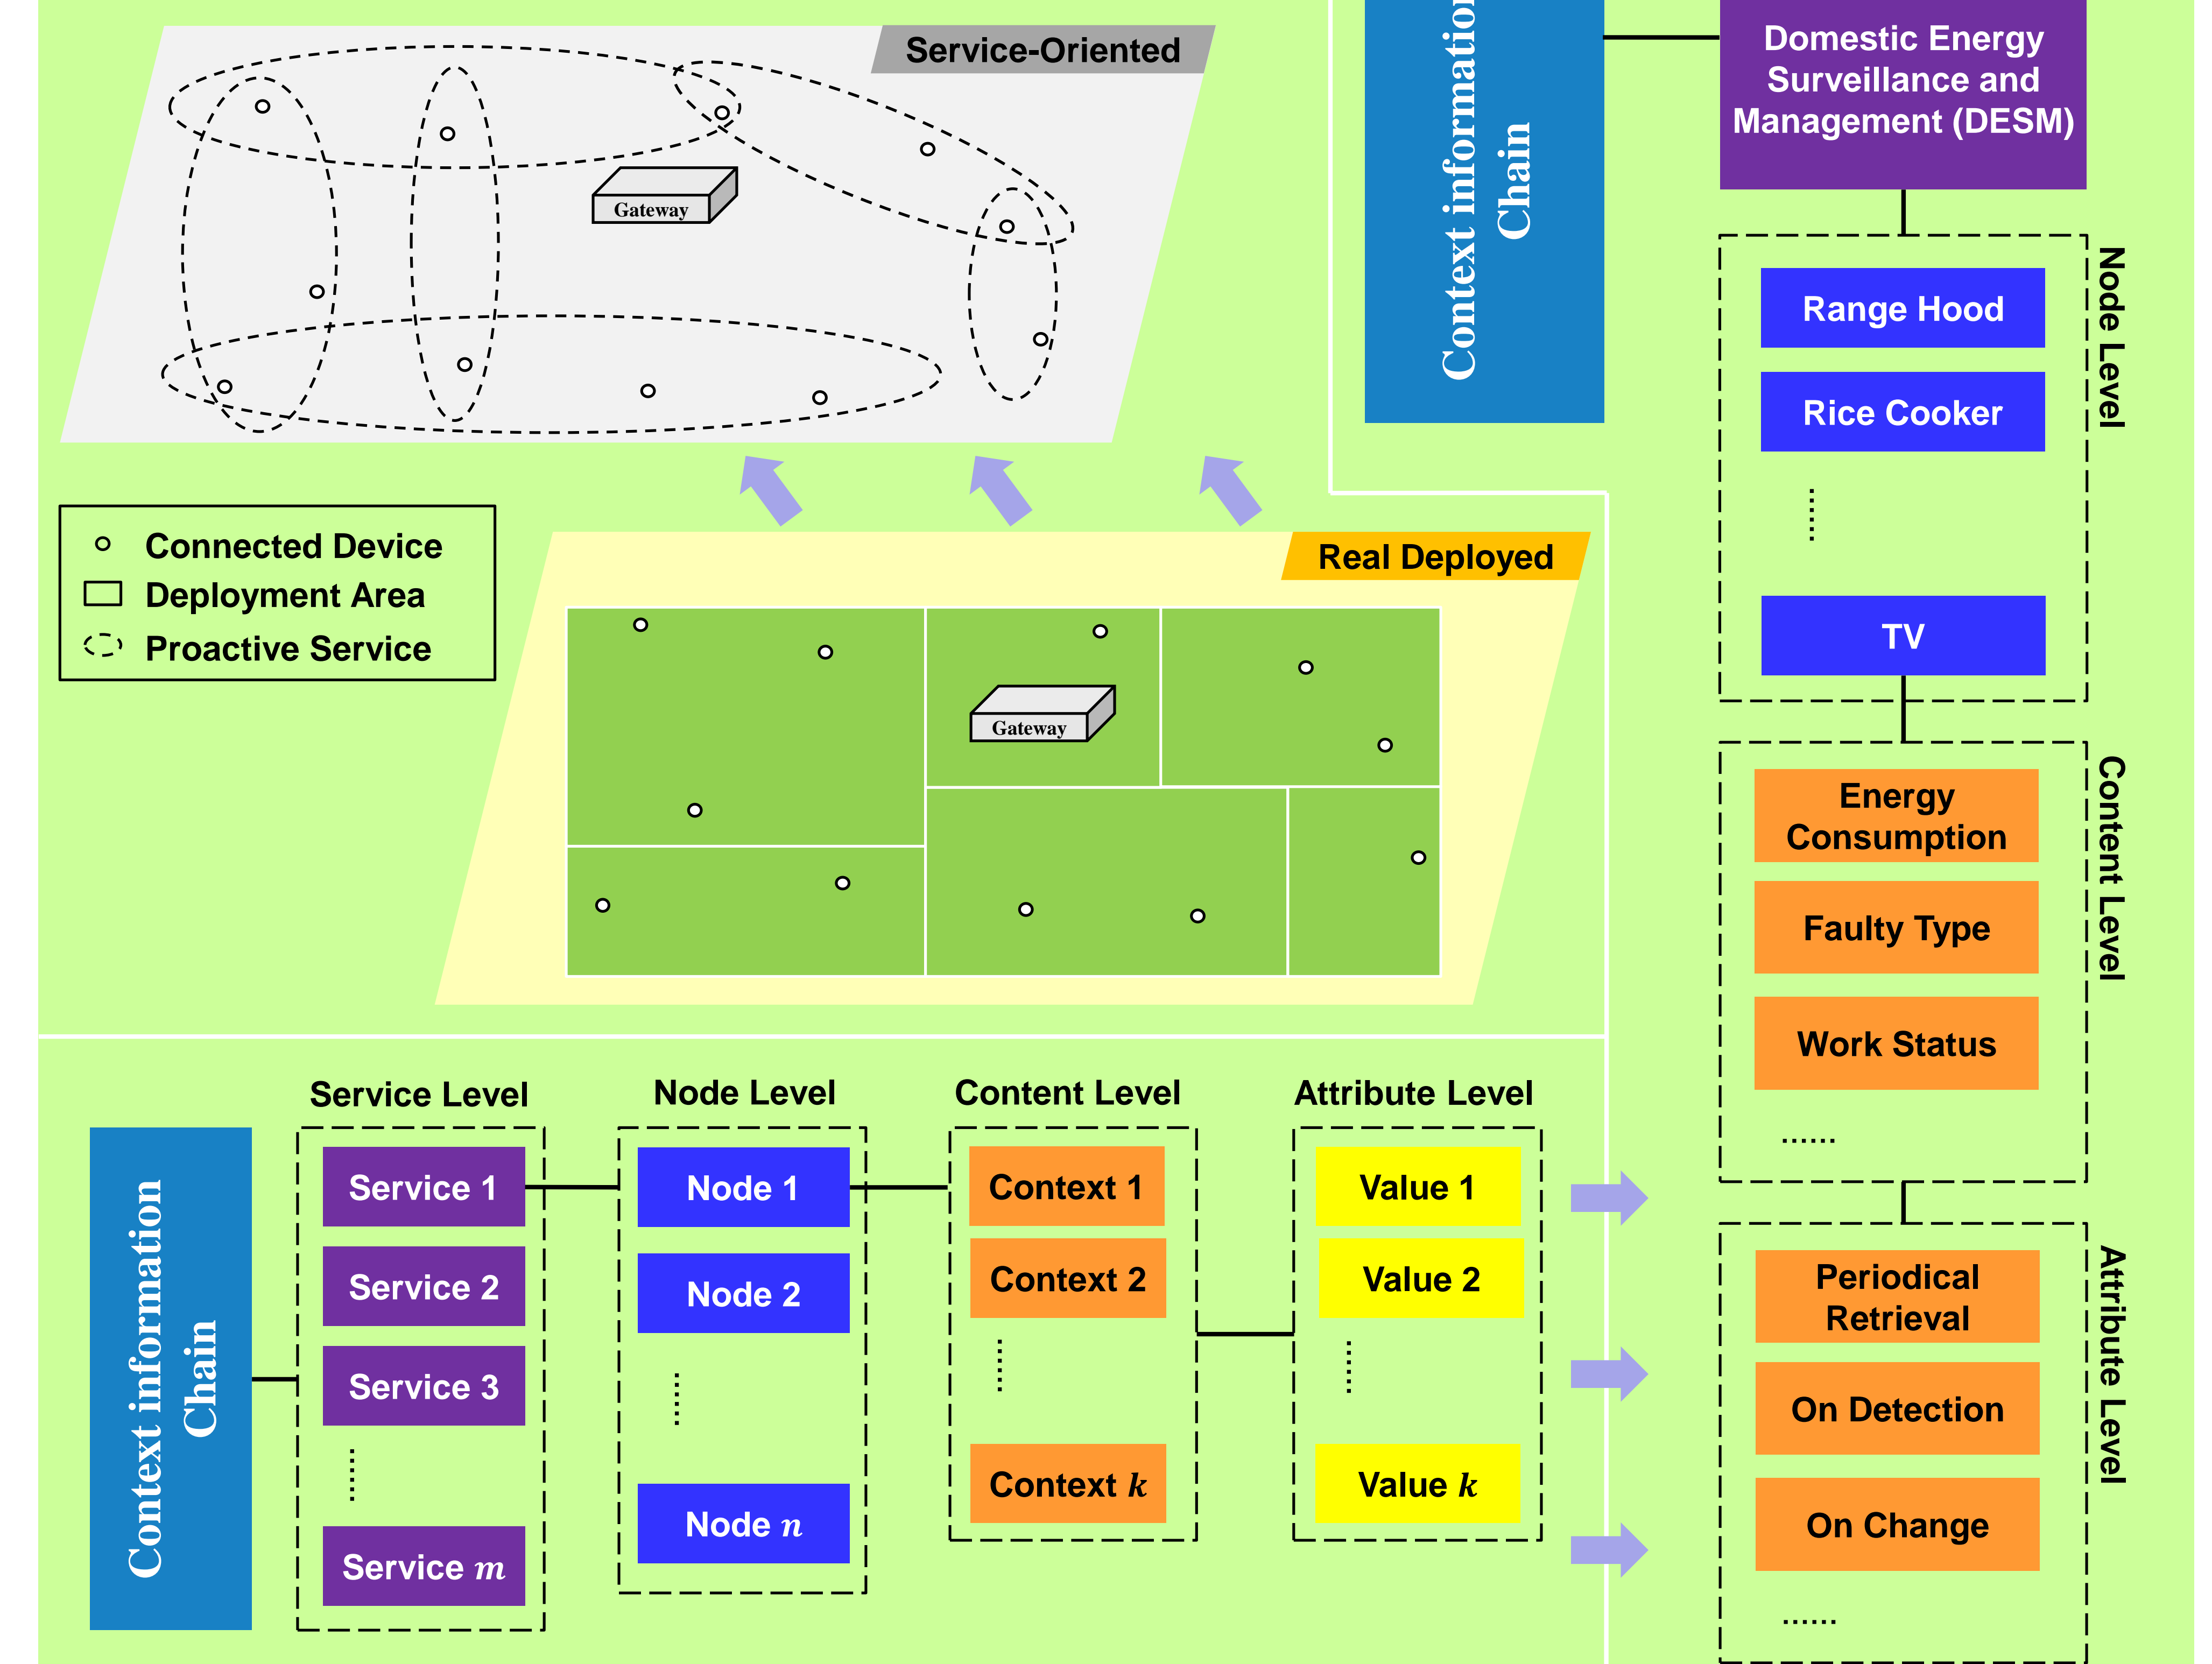 Service-Oriented
Gateway
Connected Device
Deployment Area
Proactive Service
Real Deployed
Gateway
Context information
Chain
Domestic Energy
Surveillance and
Management (DESM)
Node Level
Range Hood
Rice Cooker
......
TV
Content Level
Energy
Consumption
Faulty Type
Work Status
......
Attribute Level
Periodical
Retrieval
On Detection
On Change
......
Context information
Chain
Service Level
Service 1
Service 2
Service 3
......
Service m
Node Level
Node 1
Node 2
......
Node n
Content Level
Context 1
Context 2
......
Context k
Attribute Level
Value 1
Value 2
......
Value k